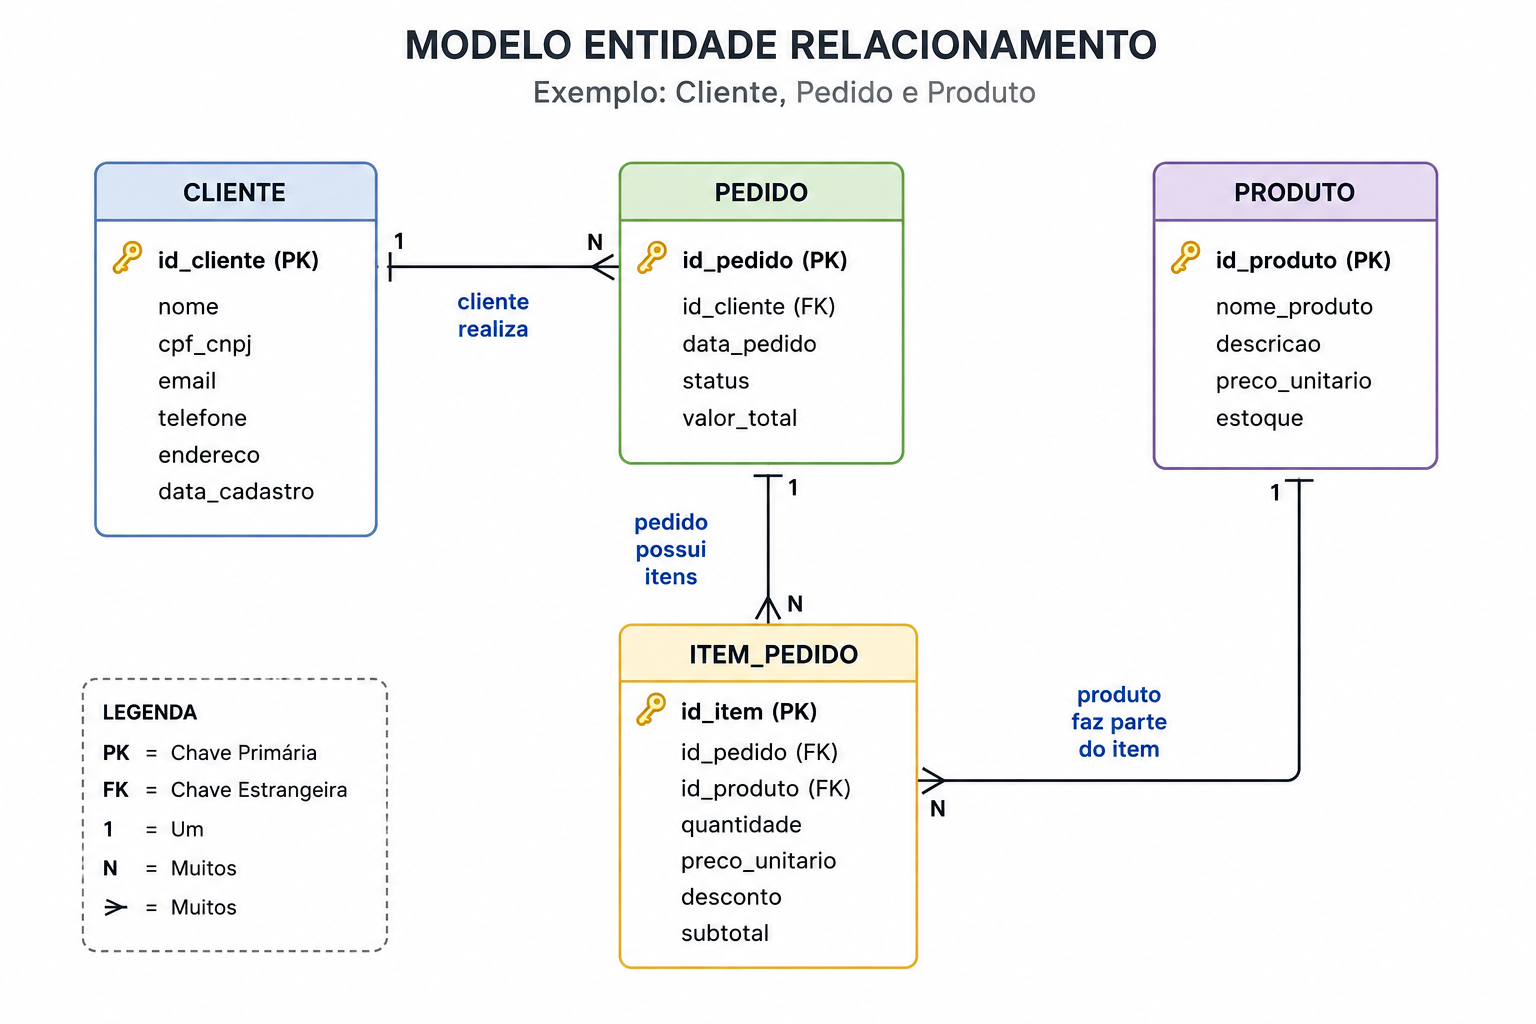 MODELO ENTIDADE RELACIONAMENTO
Exemplo: Cliente, Pedido e Produto
CLIENTE
id_cliente (PK)
nome
cpf_cnpj
email
telefone
endereco
data_cadastro
1
N
cliente
realiza
PEDIDO
id_pedido (PK)
id_cliente (FK)
data_pedido
status
valor_total
PRODUTO
id_produto (PK)
nome_produto
descricao
preco_unitario
estoque
1
pedido
possui
itens
N
1
produto
faz parte
do item
N
ITEM_PEDIDO
id_item (PK)
id_pedido (FK)
id_produto (FK)
quantidade
preco_unitario
desconto
subtotal
LEGENDA
PK = Chave Primária
FK = Chave Estrangeira
1 = Um
N = Muitos
= Muitos